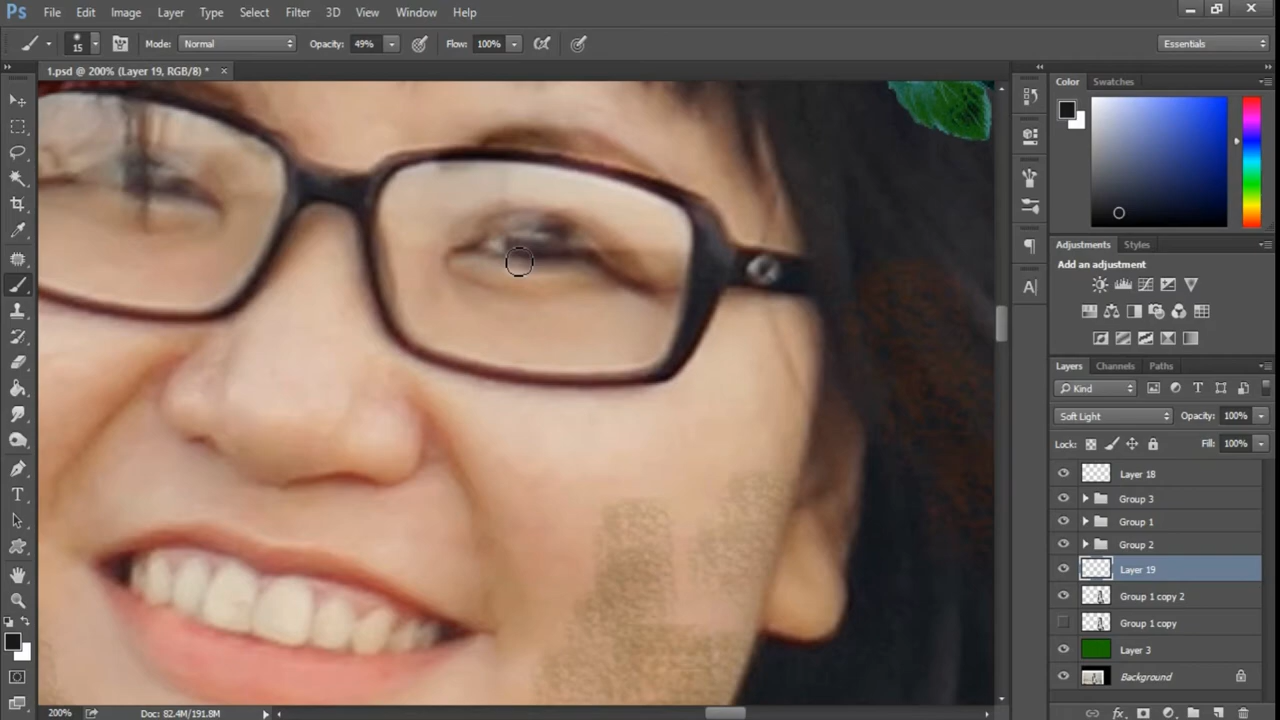 Ps File Edit Image Layer Type Select Filter 3D View Window Help
15 Mode: Normal Opacity: 49% Flow: 100% Essentials
1.psd @ 200% (Layer 19, RGB/8) *
Color Swatches
Adjustments Styles
Add an adjustment
A
Layers Channels Paths
Kind T
Soft Light Opacity: 100%
Lock: Fill: 100%
Layer 18
Group 3
Group 1
Group 2
Layer 19
Group 1 copy 2
Group 1 copy
Layer 3
Background
T
200% Doc: 82.4M/191.8M
fx